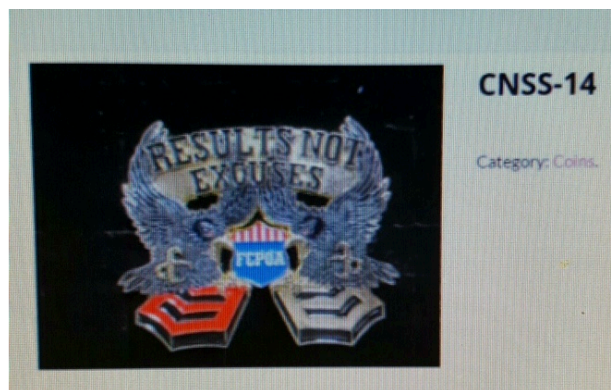 CNSS-14
Category: Coins.
RESULTS NOT
EXCUSES
FCPOA